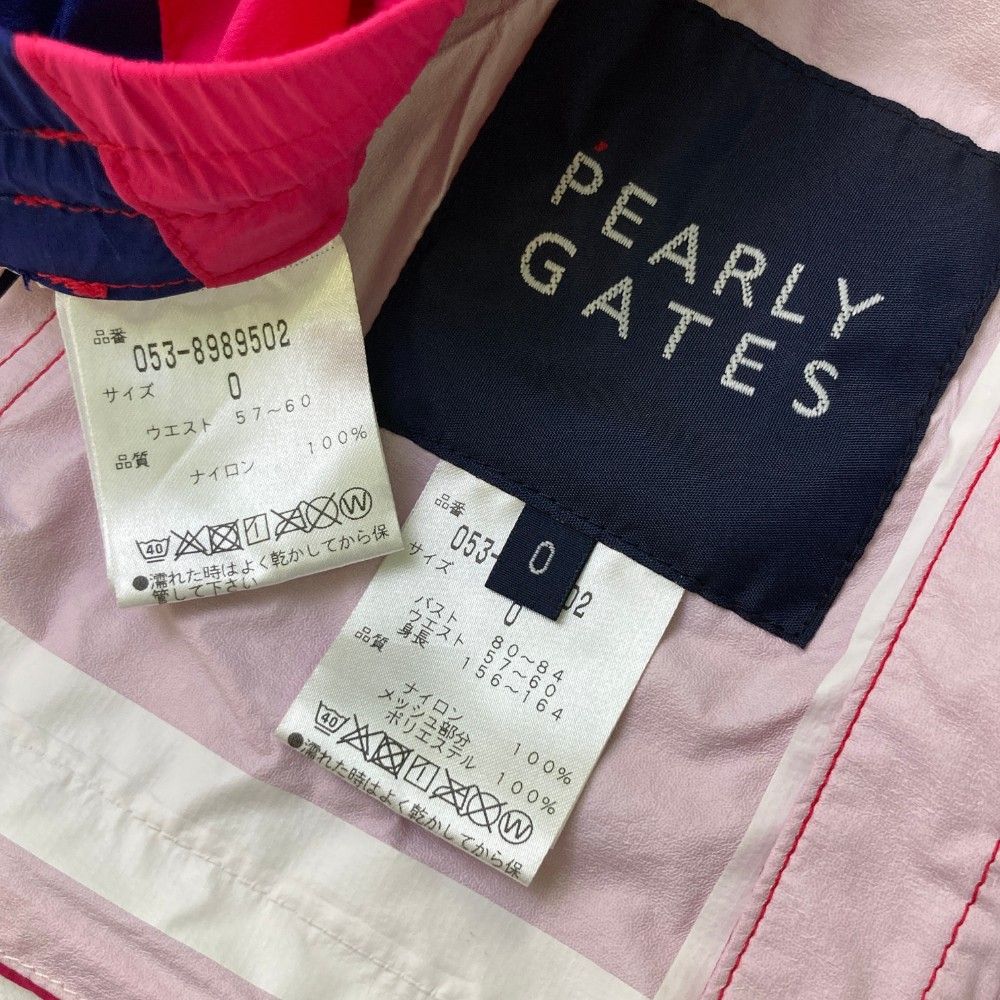 PEARLY
GATES
品番
053-8989502
サイズ
0
ウエスト 57～60
品質
ナイロン 100%
40
1
W
●濡れた時はよく乾かしてから保
管して下さい
0
品番
053- 02
サイズ
0
バスト 80～84
ウエスト 57～60
身長 156～164
品質
ナイロン 100%
メッシュ部分
ポリエステル 100%
40
1
W
●濡れた時はよく乾かしてから保